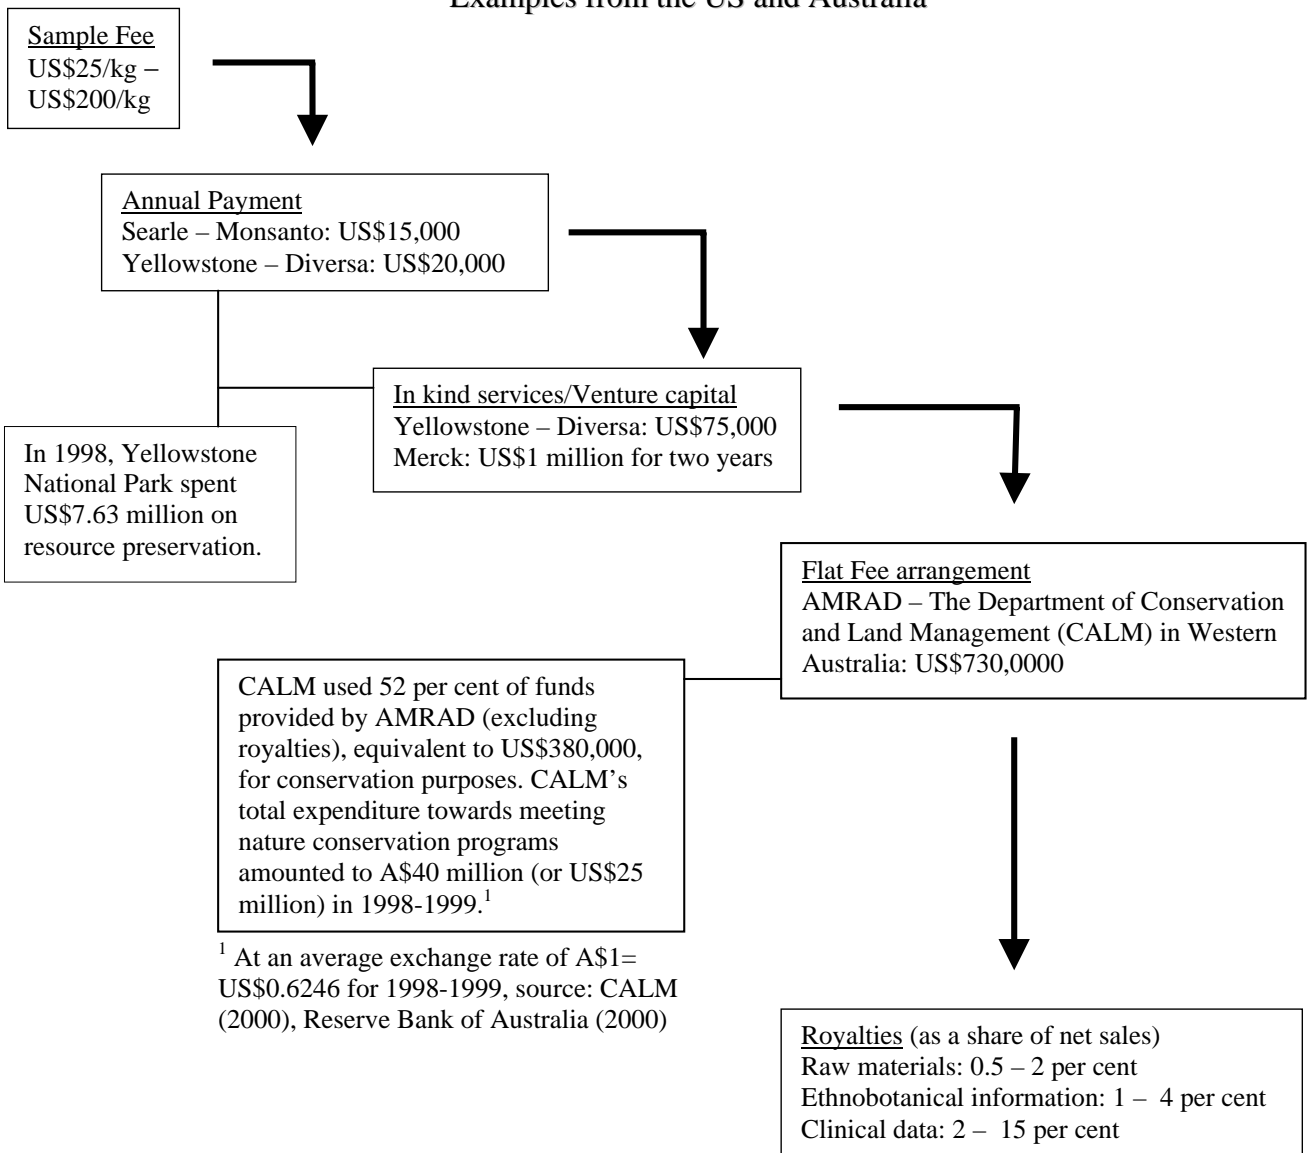 Examples from the US and Australia
Sample Fee
US$25/kg –
US$200/kg
Annual Payment
Searle – Monsanto: US$15,000
Yellowstone – Diversa: US$20,000
In kind services/Venture capital
Yellowstone – Diversa: US$75,000
Merck: US$1 million for two years
In 1998, Yellowstone
National Park spent
US$7.63 million on
resource preservation.
Flat Fee arrangement
AMRAD – The Department of Conservation
and Land Management (CALM) in Western
Australia: US$730,0000
CALM used 52 per cent of funds
provided by AMRAD (excluding
royalties), equivalent to US$380,000,
for conservation purposes. CALM’s
total expenditure towards meeting
nature conservation programs
amounted to A$40 million (or US$25
million) in 1998-1999.¹
¹ At an average exchange rate of A$1=
US$0.6246 for 1998-1999, source: CALM
(2000), Reserve Bank of Australia (2000)
Royalties (as a share of net sales)
Raw materials: 0.5 – 2 per cent
Ethnobotanical information: 1 – 4 per cent
Clinical data: 2 – 15 per cent